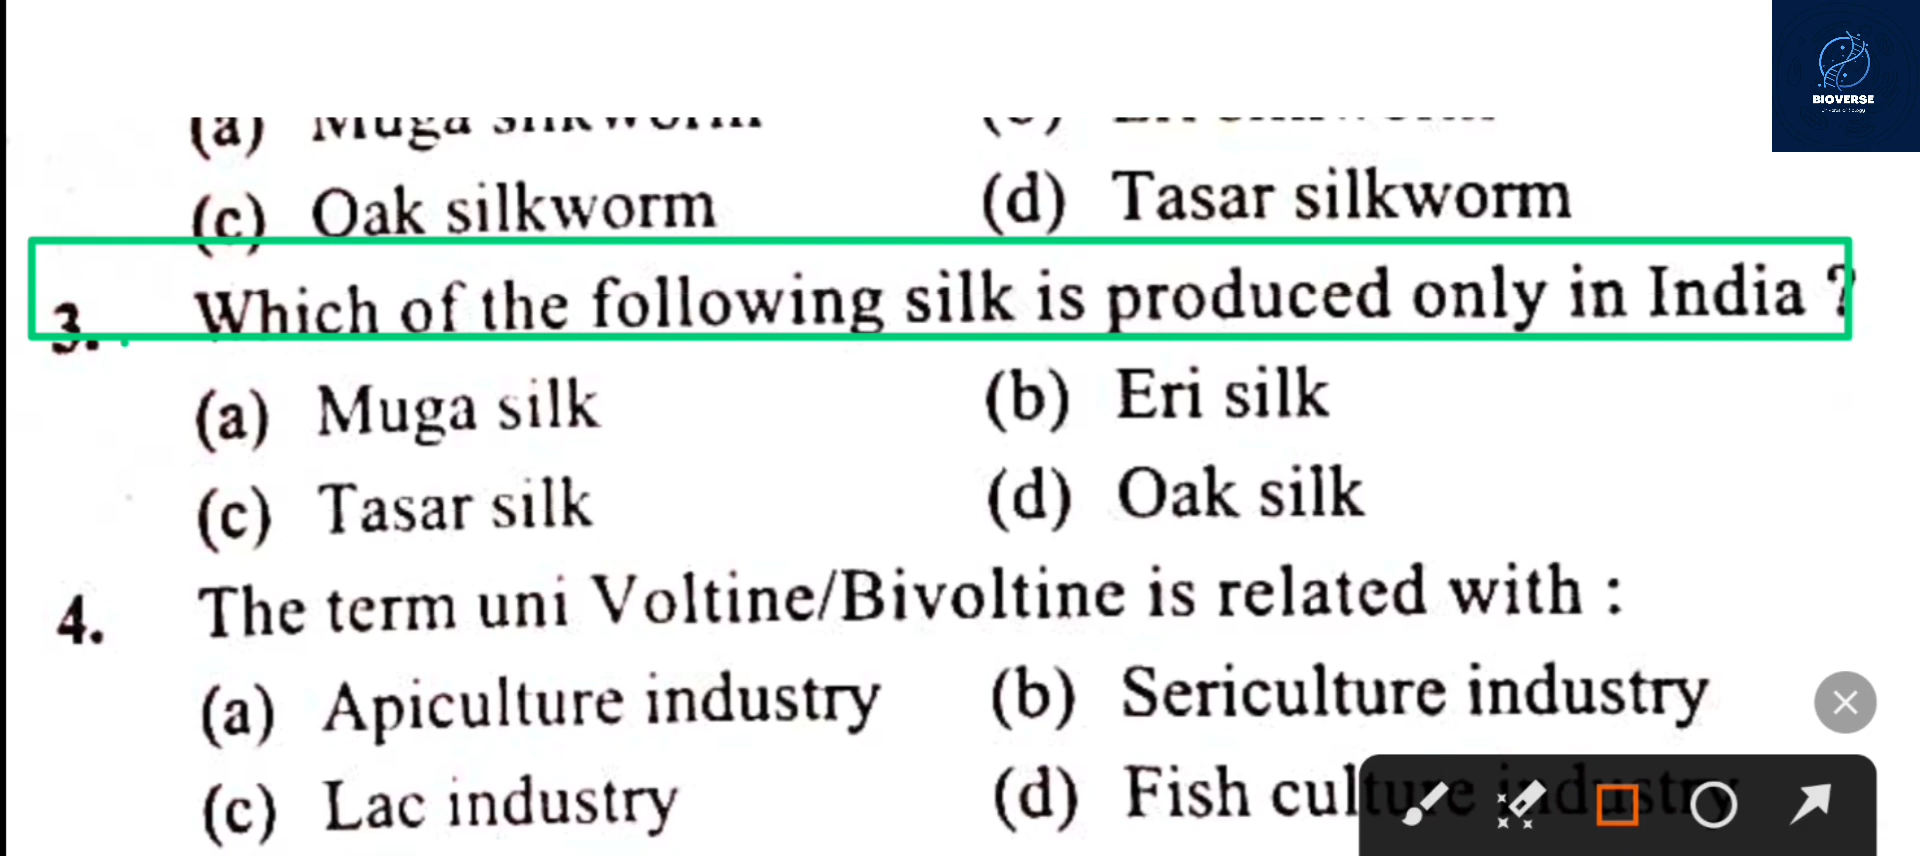 (a) Muga silkworm
(c) Oak silkworm (d) Tasar silkworm
3. Which of the following silk is produced only in India ?
(a) Muga silk (b) Eri silk
(c) Tasar silk (d) Oak silk
4. The term uni Voltine/Bivoltine is related with :
(a) Apiculture industry (b) Sericulture industry
(c) Lac industry (d) Fish culture industry
BIOVERSE